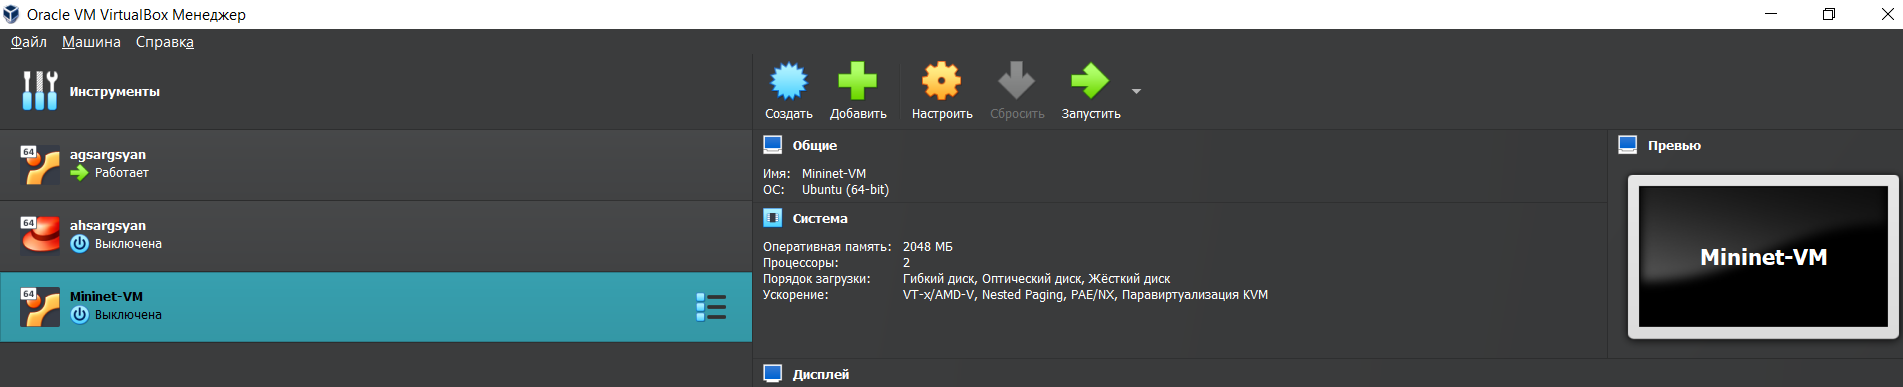 Oracle VM VirtualBox Менеджер
Файл Машина Справка
Инструменты
64
agsargsyan
Работает
64
ahsargsyan
Выключена
64
Mininet-VM
Выключена
Создать Добавить Настроить Сбросить Запустить
Общие
Имя: Mininet-VM
ОС: Ubuntu (64-bit)
Система
Оперативная память: 2048 МБ
Процессоры: 2
Порядок загрузки: Гибкий диск, Оптический диск, Жёсткий диск
Ускорение: VT-x/AMD-V, Nested Paging, PAE/NX, Паравиртуализация KVM
Дисплей
Превью
Mininet-VM